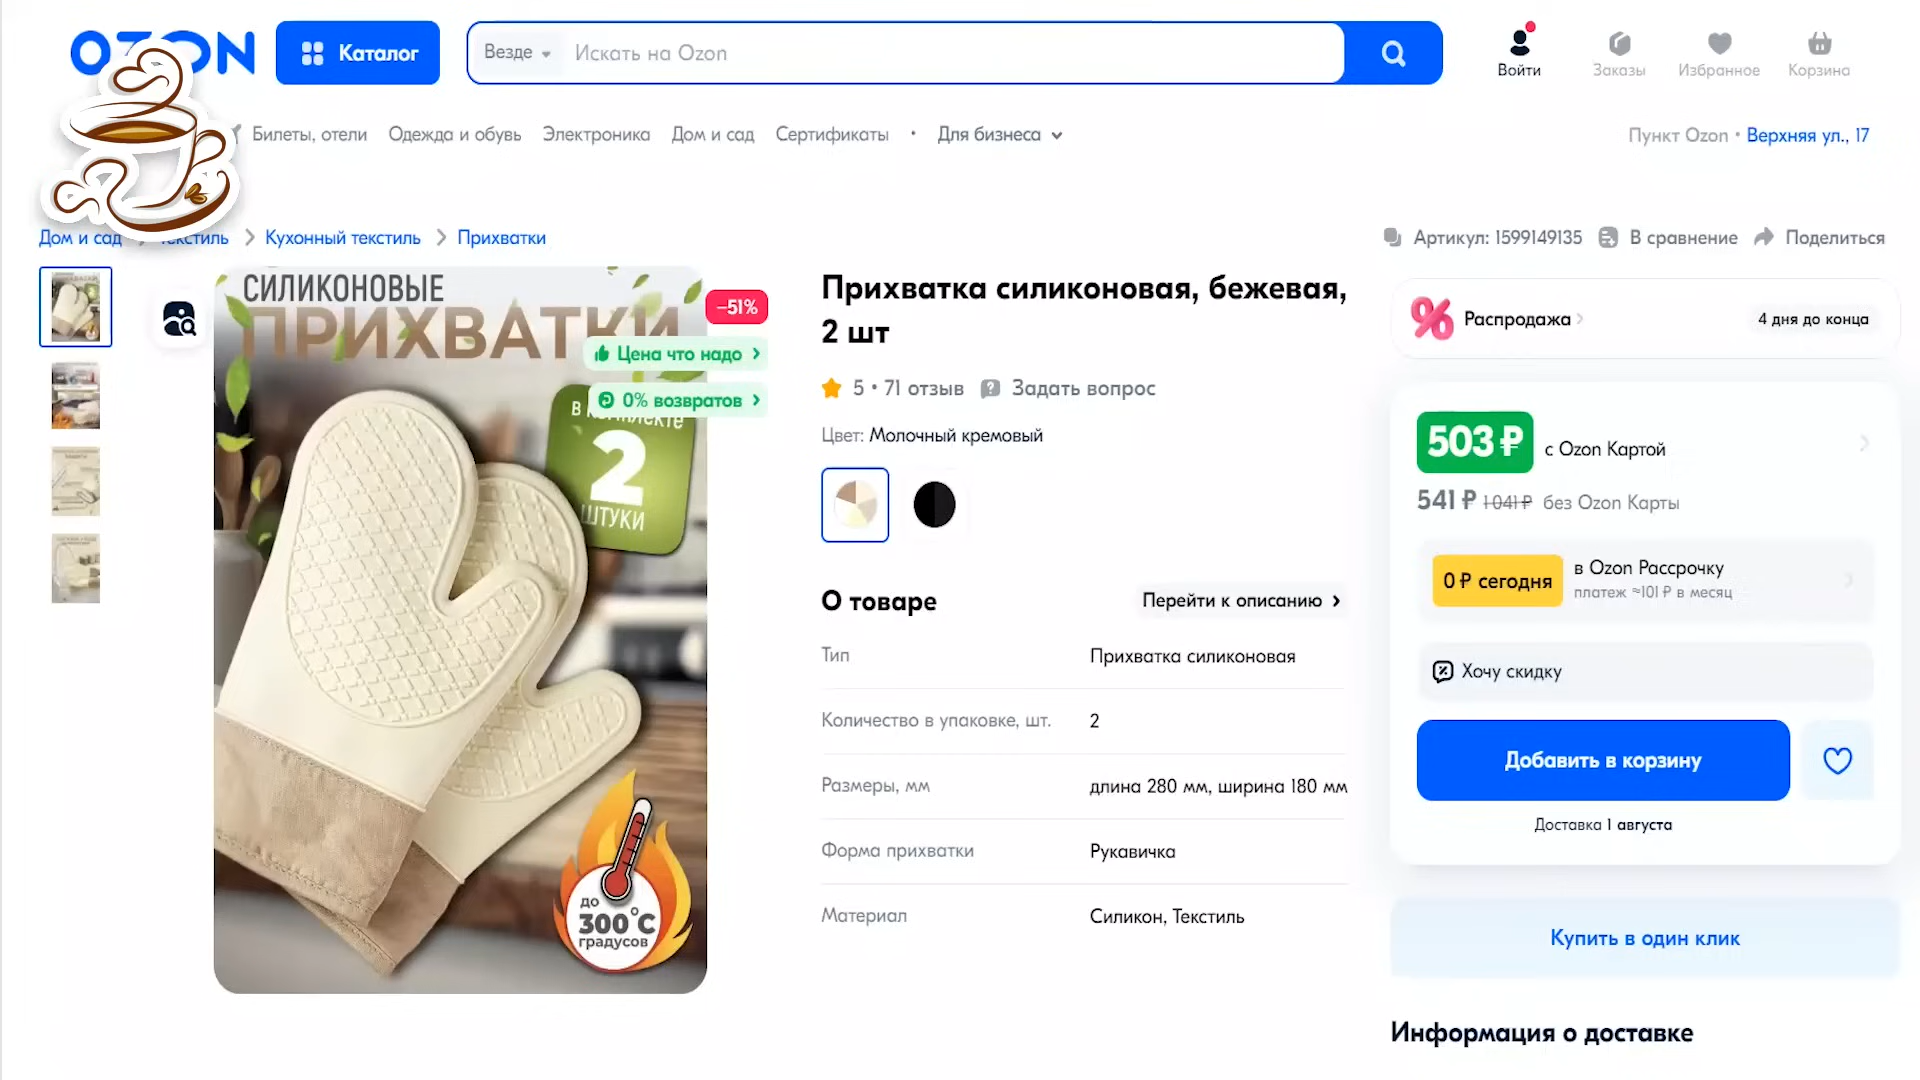 OZON
Каталог
Везде
Искать на Ozon
Войти
Заказы
Избранное
Корзина
Билеты, отели
Одежда и обувь
Электроника
Дом и сад
Сертификаты
Для бизнеса
Пункт Ozon • Верхняя ул., 17
Дом и сад
Текстиль
Кухонный текстиль
Прихватки
Артикул: 1599149135
В сравнение
Поделиться
СИЛИКОНОВЫЕ
ПРИХВАТКИ
–51%
Цена что надо
0% возвратов
В КОМПЛЕКТЕ
2
ШТУКИ
до
300°C
градусов
Прихватка силиконовая, бежевая,
2 шт
5 • 71 отзыв
Задать вопрос
Цвет: Молочный кремовый
О товаре
Перейти к описанию
Тип
Прихватка силиконовая
Количество в упаковке, шт.
2
Размеры, мм
длина 280 мм, ширина 180 мм
Форма прихватки
Рукавичка
Материал
Силикон, Текстиль
Распродажа
4 дня до конца
503 ₽ с Ozon Картой
541 ₽ 1 041 ₽ без Ozon Карты
0 ₽ сегодня
в Ozon Рассрочку
платеж ≈101 ₽ в месяц
Хочу скидку
Добавить в корзину
Доставка 1 августа
Купить в один клик
Информация о доставке